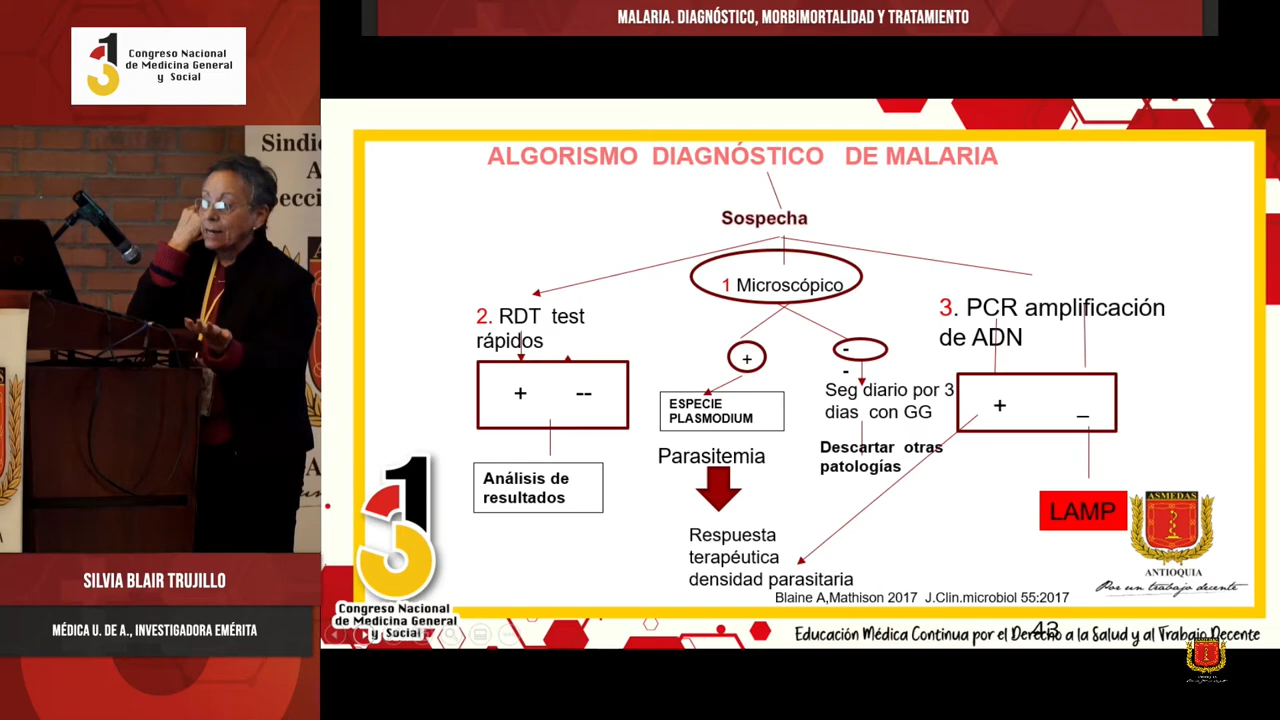 MALARIA. DIAGNÓSTICO, MORBIMORTALIDAD Y TRATAMIENTO
13
Congreso Nacional
de Medicina General
y Social
Sindic
A
Secci
SILVIA BLAIR TRUJILLO
MÉDICA U. DE A., INVESTIGADORA EMÉRITA
ALGORISMO DIAGNÓSTICO DE MALARIA
Sospecha
1 Microscópico
2. RDT test
rápidos
+ --
Análisis de
resultados
+
ESPECIE
PLASMODIUM
Parasitemia
Respuesta
terapéutica
densidad parasitaria
-
-
Seg diario por 3
dias con GG
Descartar otras
patologías
3. PCR amplificación
de ADN
+ _
LAMP
ASMEDAS
ANTIOQUIA
Por un trabajo decente
Blaine A,Mathison 2017 J.Clin.microbiol 55:2017
13
Congreso Nacional
de Medicina General
y Social
43
Educación Médica Continua por el Derecho a la Salud y al Trabajo Decente